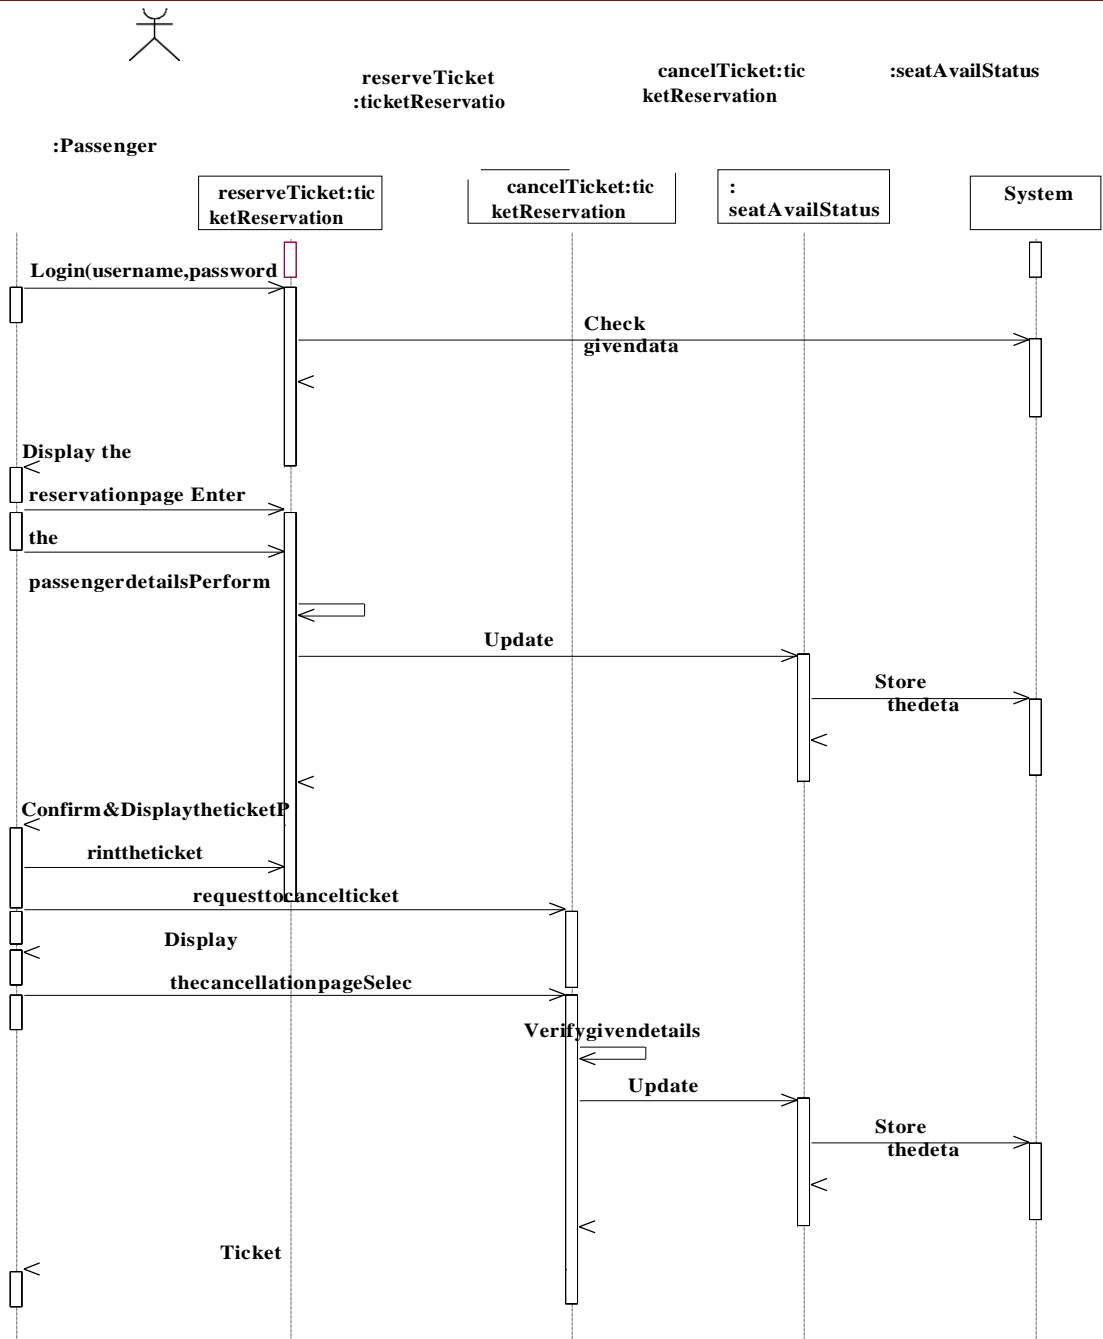 reserveTicket
:ticketReservatio
cancelTicket:tic
ketReservation
:seatAvailStatus
:Passenger
reserveTicket:tic
ketReservation
cancelTicket:tic
ketReservation
:
seatAvailStatus
System
Login(username,password
Check
givendata
Display the
reservationpage Enter
the
passengerdetailsPerform
Update
Store
thedeta
Confirm&DisplaytheticketP
rinttheticket
requesttocancelticket
Display
thecancellationpageSelec
Verifygivendetails
Update
Store
thedeta
Ticket